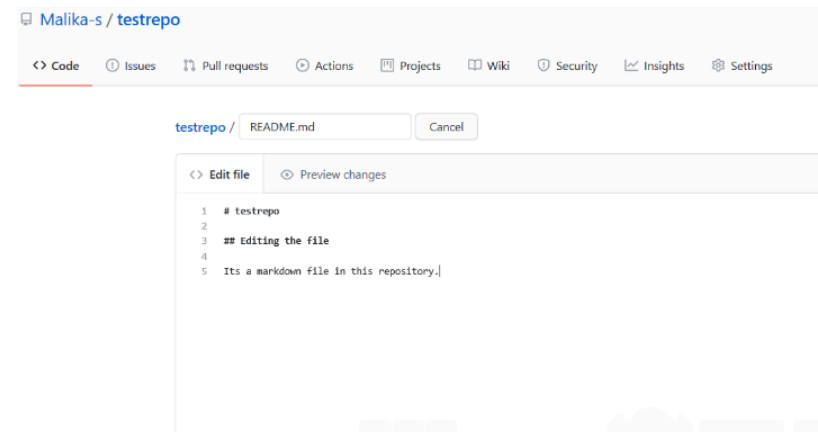 Malika-s / testrepo
<> Code Issues Pull requests Actions Projects Wiki Security Insights Settings
testrepo / README.md Cancel
<> Edit file Preview changes
1 # testrepo
2
3 ## Editing the file
4
5 Its a markdown file in this repository.